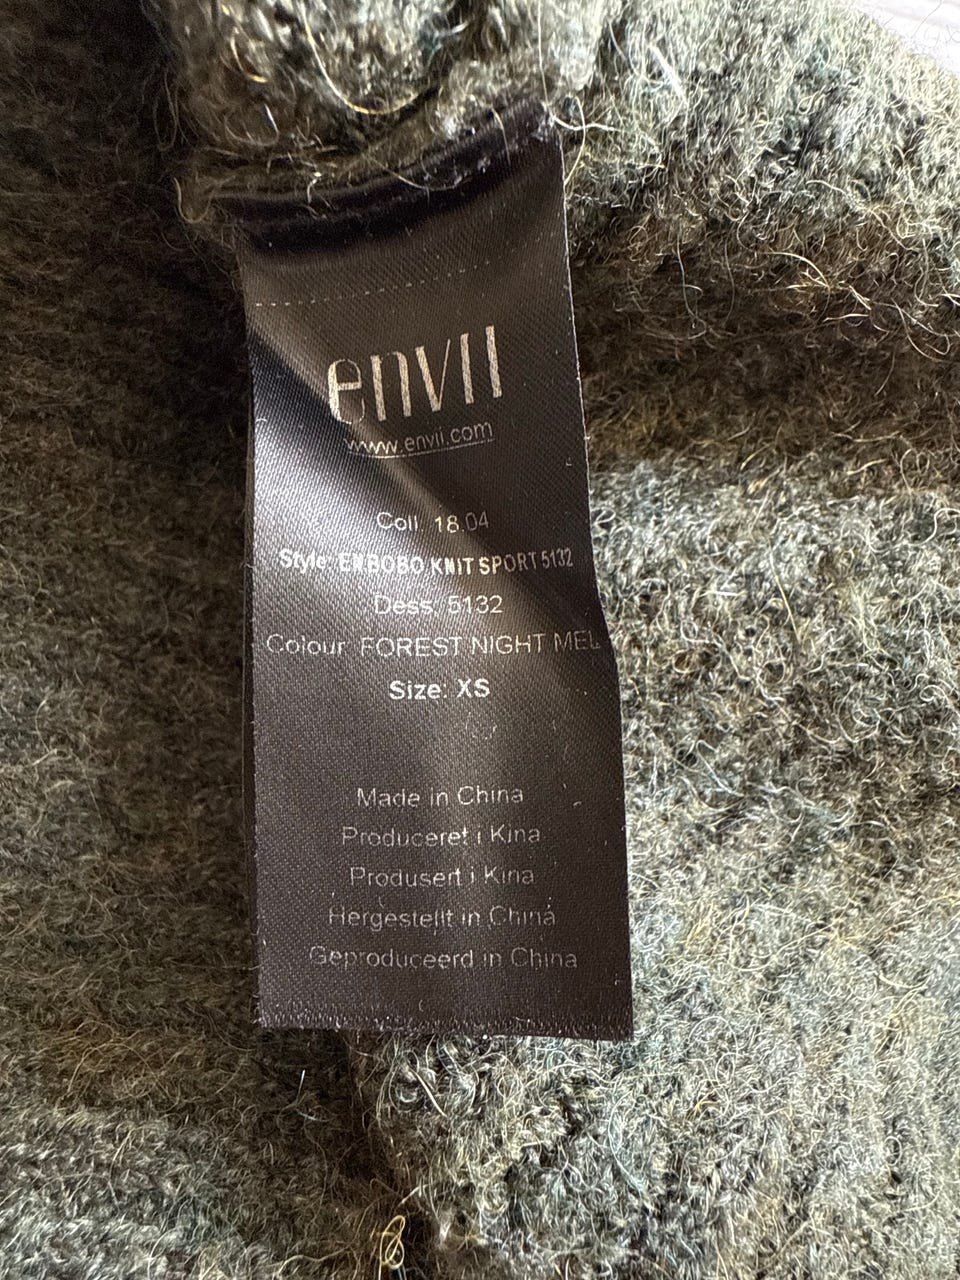 envii
www.envii.com
Coll. 18.04
Style: ENBOBO KNIT SPORT 5132
Dess. 5132
Colour: FOREST NIGHT MEL
Size: XS
Made in China
Produceret i Kina
Produsert i Kina
Hergestellt in China
Geproduceerd in China